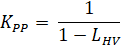 K_PP = 1 / (1 − L_HV)